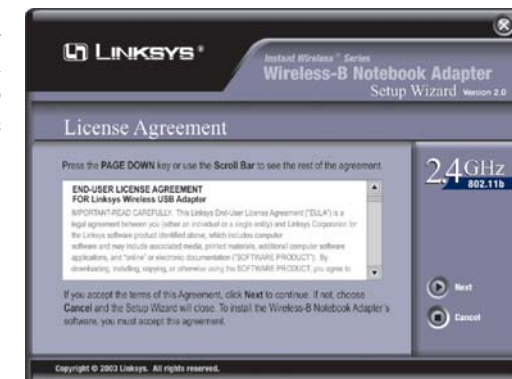 LINKSYS®
Instant Wireless™ Series
Wireless-B Notebook Adapter
Setup Wizard Version 2.0
License Agreement
Press the PAGE DOWN key or use the Scroll Bar to see the rest of the agreement.
END-USER LICENSE AGREEMENT
FOR Linksys Wireless USB Adapter
IMPORTANT-READ CAREFULLY: This Linksys End-User License Agreement ("EULA") is a
legal agreement between you (either an individual or a single entity) and Linksys Corporation for
the Linksys software product identified above, which includes computer
software and may include associated media, printed materials, additional computer software
applications, and "online" or electronic documentation ("SOFTWARE PRODUCT"). By
downloading, installing, copying, or otherwise using the SOFTWARE PRODUCT, you agree to
If you accept the terms of this Agreement, click Next to continue. If not, choose
Cancel and the Setup Wizard will close. To install the Wireless-B Notebook Adapter's
software, you must accept this agreement.
2.4GHz
802.11b
Next
Cancel
Copyright © 2003 Linksys. All rights reserved.